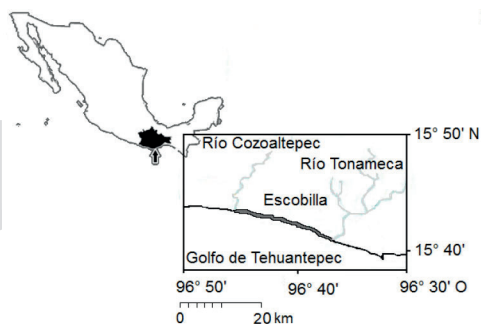 15° 50' N
Río Cozoaltepec
Río Tonameca
Escobilla
15° 40'
Golfo de Tehuantepec
96° 50' 96° 40' 96° 30' O
0 20 km